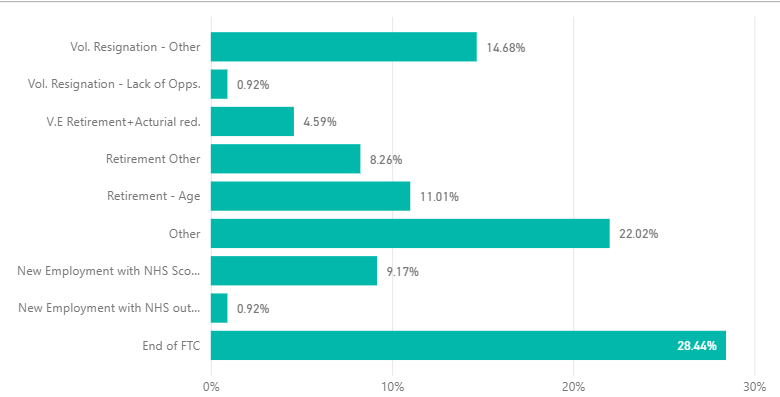 Vol. Resignation - Other 14.68%
Vol. Resignation - Lack of Opps. 0.92%
V.E Retirement+Acturial red. 4.59%
Retirement Other 8.26%
Retirement - Age 11.01%
Other 22.02%
New Employment with NHS Sco... 9.17%
New Employment with NHS out... 0.92%
End of FTC 28.44%
0% 10% 20% 30%